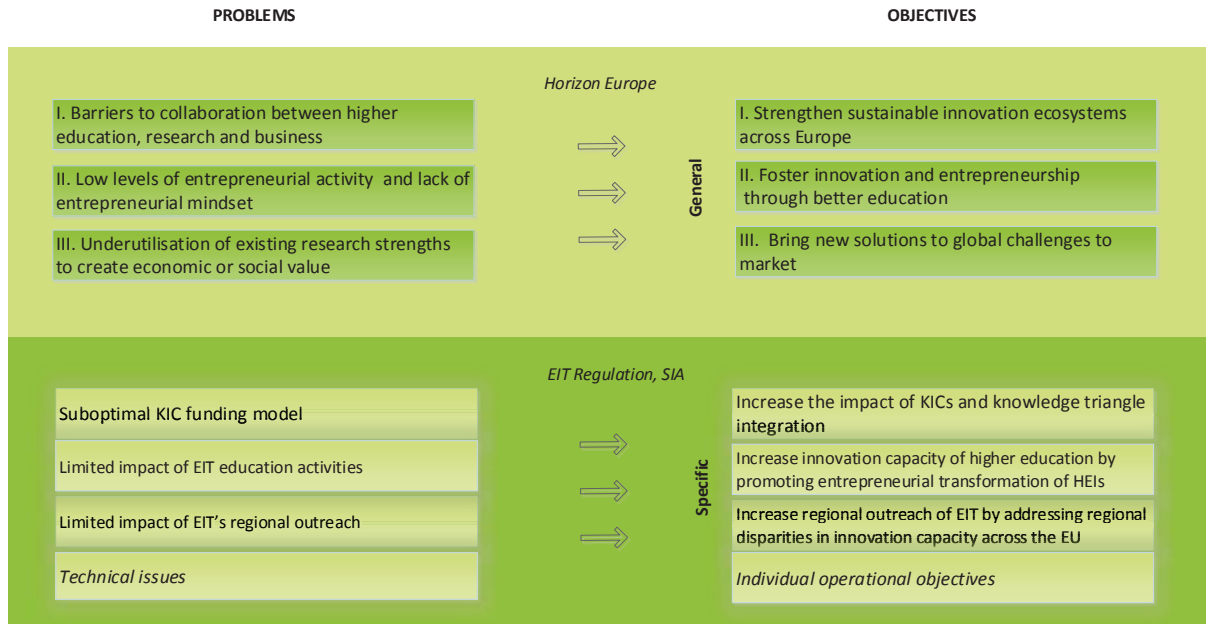 PROBLEMS
OBJECTIVES
Horizon Europe
I. Barriers to collaboration between higher
education, research and business
II. Low levels of entrepreneurial activity and lack of
entrepreneurial mindset
III. Underutilisation of existing research strengths
to create economic or social value
General
I. Strengthen sustainable innovation ecosystems
across Europe
II. Foster innovation and entrepreneurship
through better education
III. Bring new solutions to global challenges to
market
EIT Regulation, SIA
Suboptimal KIC funding model
Limited impact of EIT education activities
Limited impact of EIT's regional outreach
Technical issues
Specific
Increase the impact of KICs and knowledge triangle
integration
Increase innovation capacity of higher education by
promoting entrepreneurial transformation of HEIs
Increase regional outreach of EIT by addressing regional
disparities in innovation capacity across the EU
Individual operational objectives